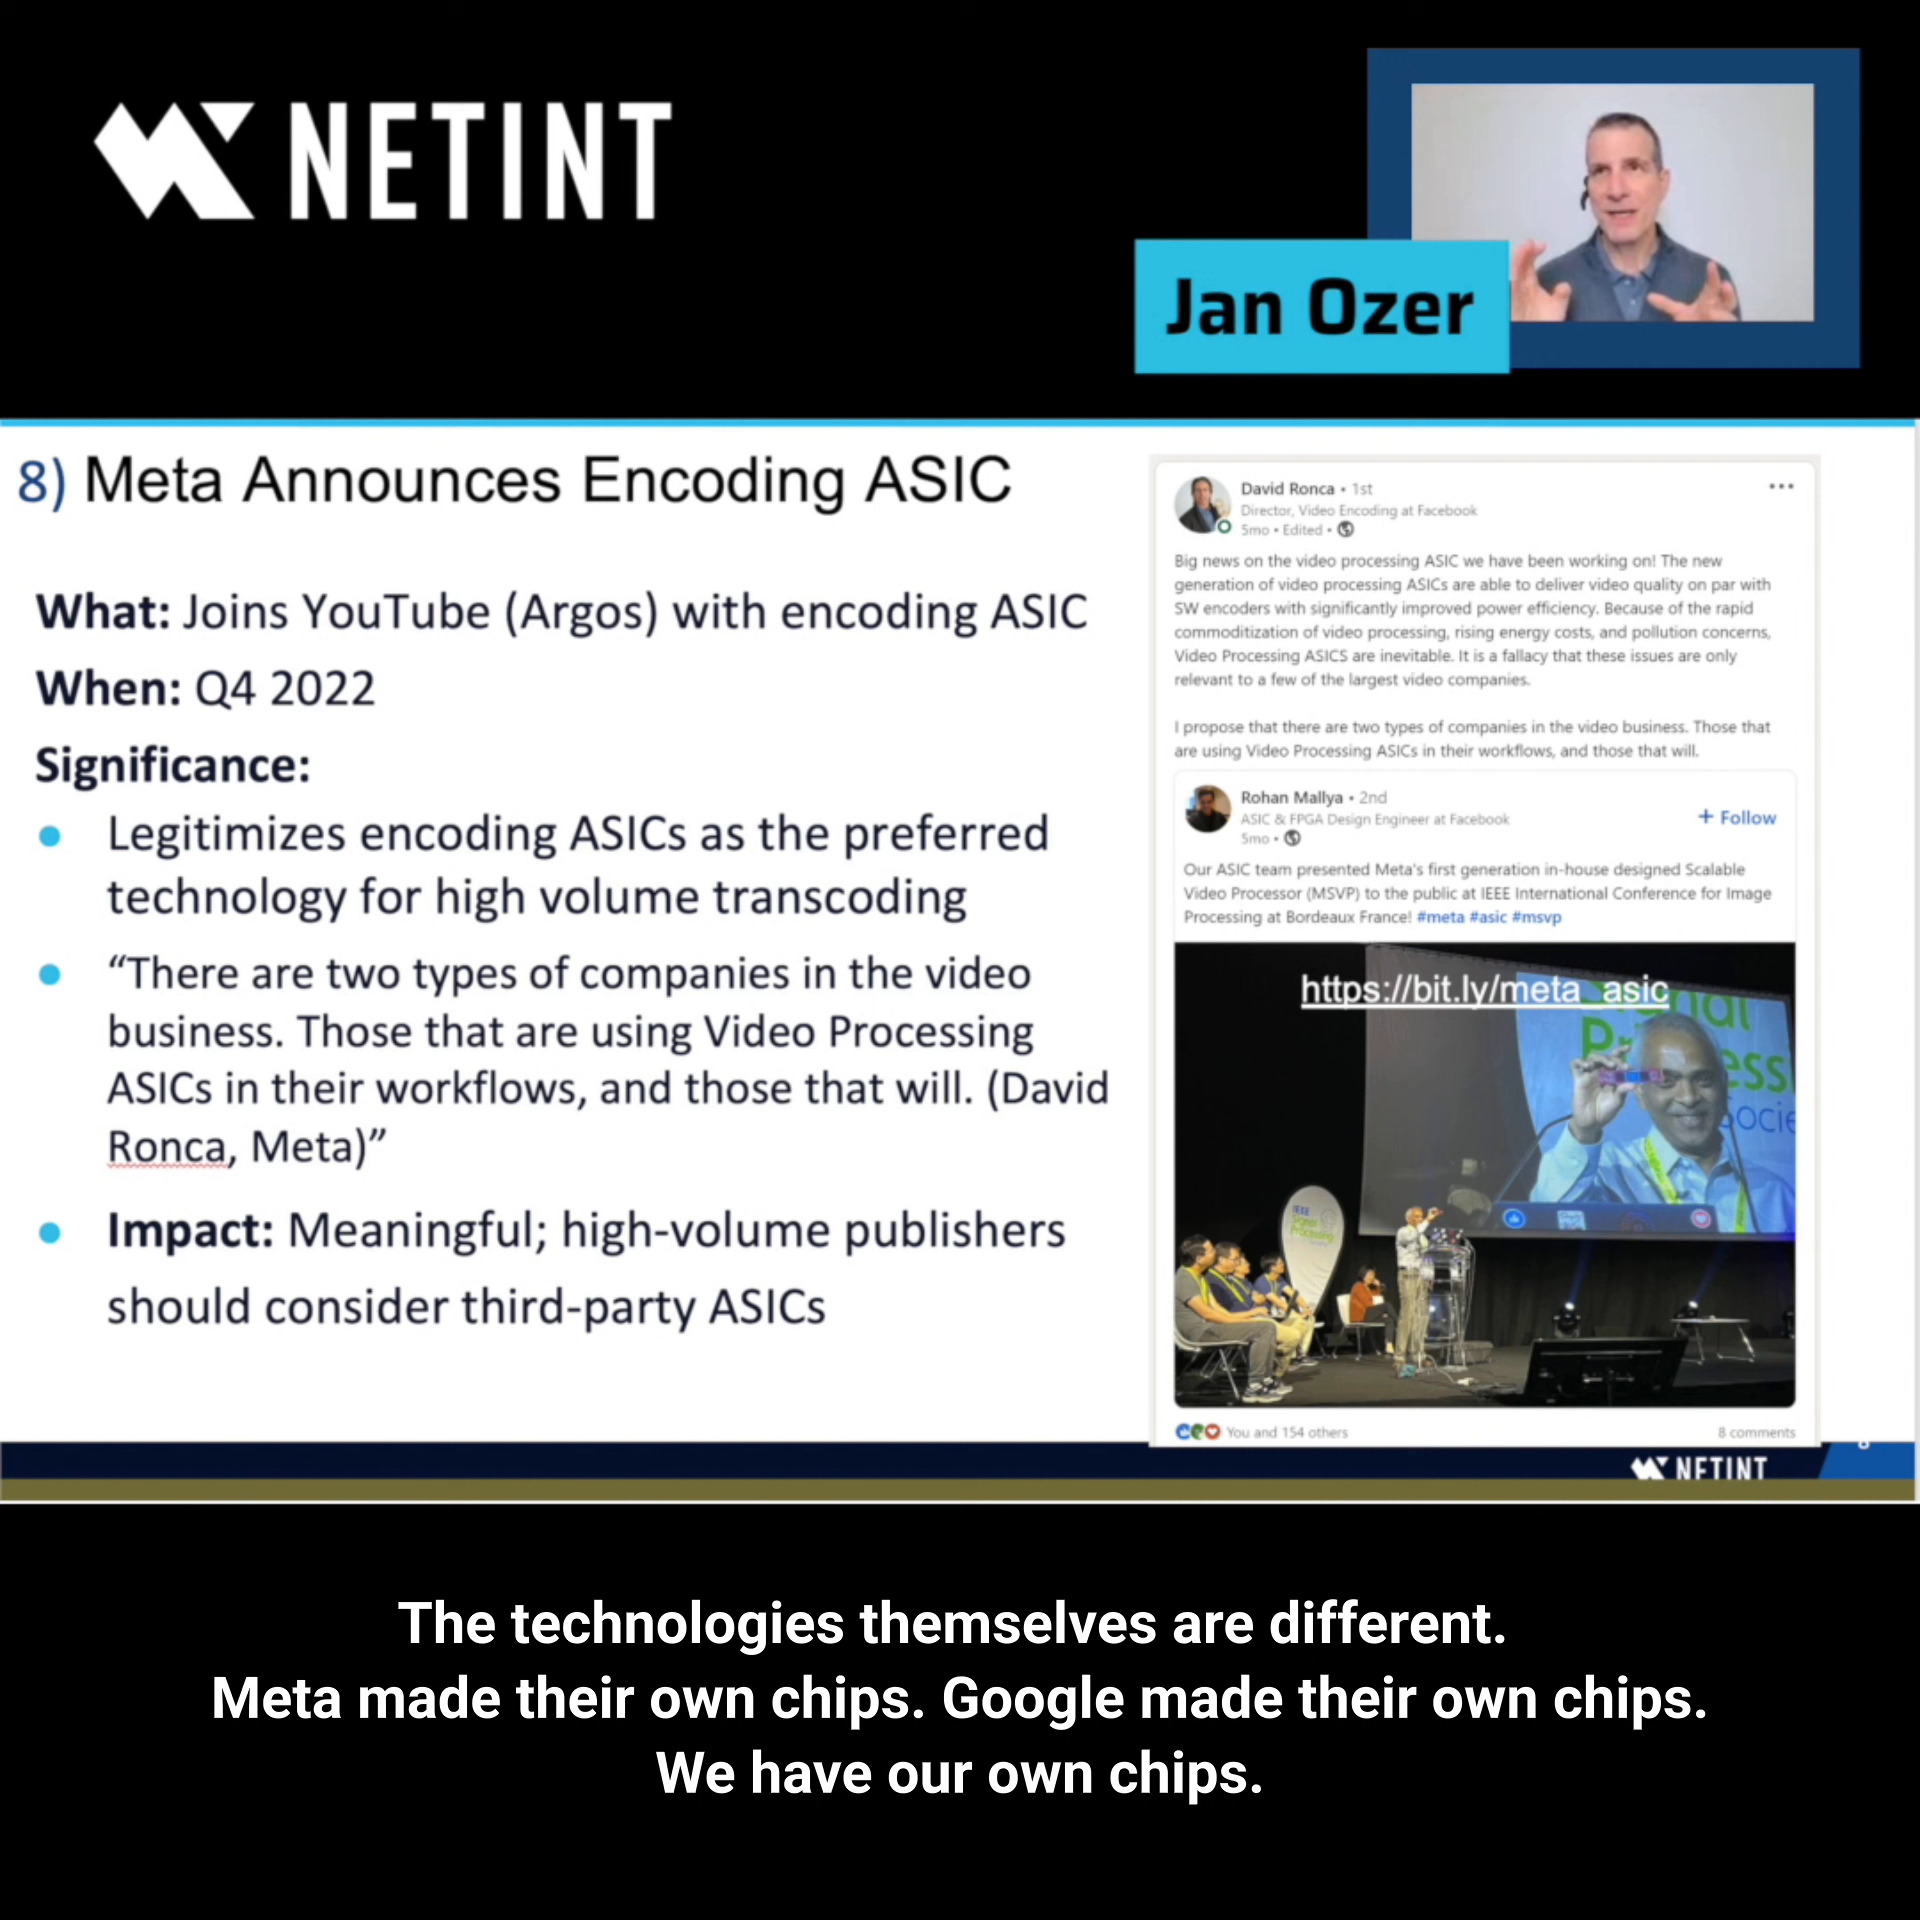 NETINT
Jan Ozer
8) Meta Announces Encoding ASIC
What: Joins YouTube (Argos) with encoding ASIC
When: Q4 2022
Significance:
Legitimizes encoding ASICs as the preferred
technology for high volume transcoding
“There are two types of companies in the video
business. Those that are using Video Processing
ASICs in their workflows, and those that will. (David
Ronca, Meta)”
Impact: Meaningful; high-volume publishers
should consider third-party ASICs
David Ronca • 1st
Director, Video Encoding at Facebook
5mo • Edited •
Big news on the video processing ASIC we have been working on! The new
generation of video processing ASICs are able to deliver video quality on par with
SW encoders with significantly improved power efficiency. Because of the rapid
commoditization of video processing, rising energy costs, and pollution concerns,
Video Processing ASICS are inevitable. It is a fallacy that these issues are only
relevant to a few of the largest video companies.
I propose that there are two types of companies in the video business. Those that
are using Video Processing ASICs in their workflows, and those that will.
Rohan Mallya • 2nd
ASIC & FPGA Design Engineer at Facebook
5mo •
+ Follow
Our ASIC team presented Meta's first generation in-house designed Scalable
Video Processor (MSVP) to the public at IEEE International Conference for Image
Processing at Bordeaux France! #meta #asic #msvp
https://bit.ly/meta_asic
IEEE
Signal
Processing
You and 154 others
8 comments
NETINT
The technologies themselves are different.
Meta made their own chips. Google made their own chips.
We have our own chips.